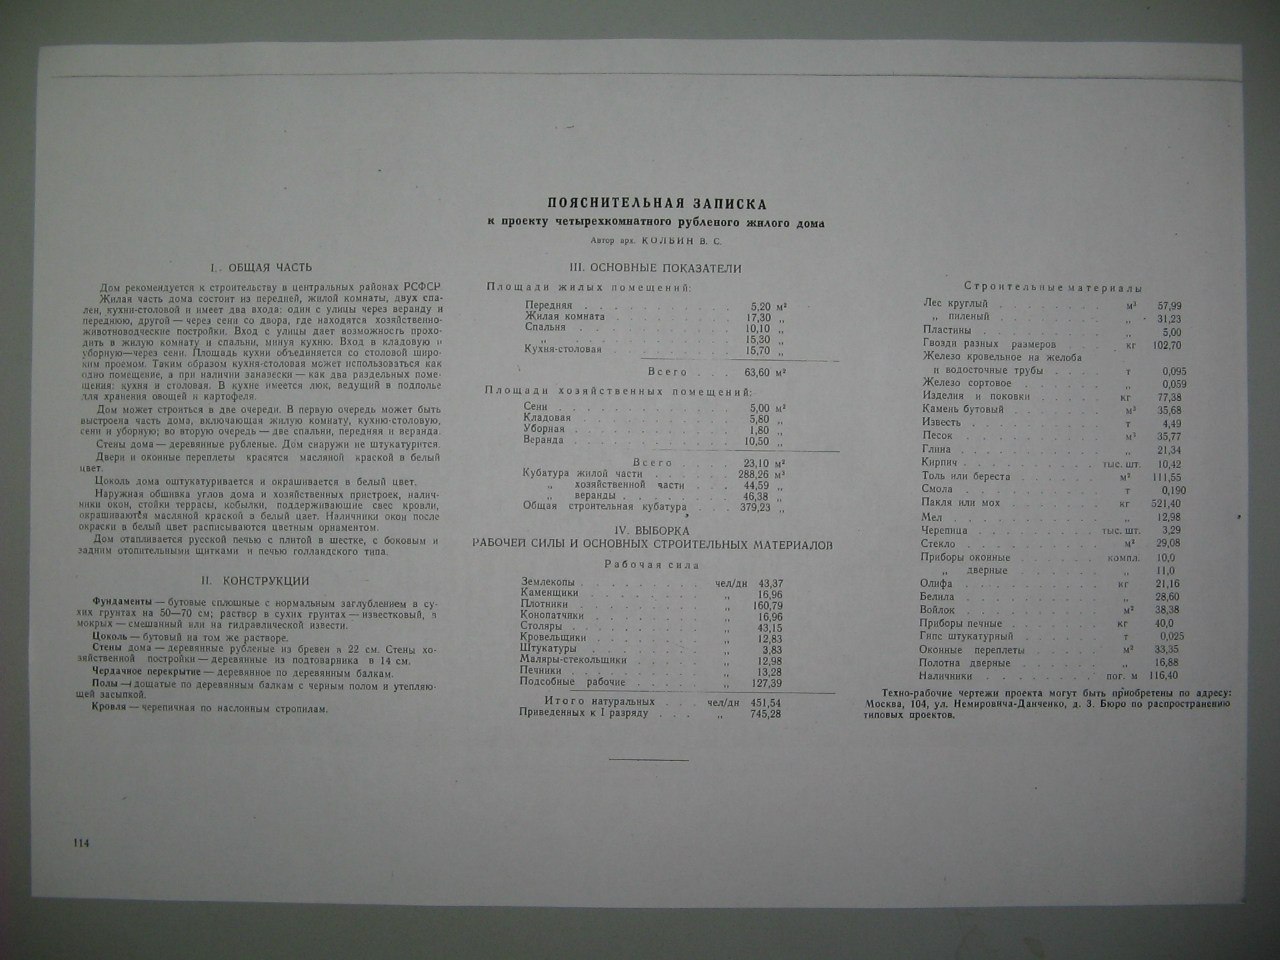 ПОЯСНИТЕЛЬНАЯ ЗАПИСКА
к проекту четырехкомнатного рубленого жилого дома
Автор арх. КОЛБИН В. С.
I. ОБЩАЯ ЧАСТЬ
Дом рекомендуется к строительству в центральных районах РСФСР
Жилая часть дома состоит из передней, жилой комнаты, двух спа-
лен, кухни-столовой и имеет два входа: один с улицы через веранду и
переднюю, другой — через сени со двора, где находятся хозяйственно-
животноводческие постройки. Вход с улицы дает возможность прохо-
дить в жилую комнату и спальни, минуя кухню. Вход в кладовую и
уборную—через сени. Площадь кухни объединяется со столовой широ-
ким проемом. Таким образом кухня-столовая может использоваться как
одно помещение, а при наличии занавески — как два раздельных поме-
щения: кухня и столовая. В кухне имеется люк, ведущий в подполье
для хранения овощей и картофеля.
Дом может строиться в две очереди. В первую очередь может быть
выстроена часть дома, включающая жилую комнату, кухню-столовую,
сени и уборную; во вторую очередь — две спальни, передняя и веранда.
Стены дома — деревянные рубленые. Дом снаружи не штукатурится.
Двери и оконные переплеты красятся масляной краской в белый
цвет.
Цоколь дома оштукатуривается и окрашивается в белый цвет.
Наружная обшивка углов дома и хозяйственных пристроек, налич-
ники окон, стойки террасы, кобылки, поддерживающие свес кровли,
окрашиваются масляной краской в белый цвет. Наличники окон после
окраски в белый цвет расписываются цветным орнаментом.
Дом отапливается русской печью с плитой в шестке, с боковым и
задним отопительными щитками и печью голландского типа.
II. КОНСТРУКЦИИ
Фундаменты — бутовые сплошные с нормальным заглублением в су-
хих грунтах на 50—70 см; раствор в сухих грунтах — известковый, в
мокрых — смешанный или на гидравлической извести.
Цоколь — бутовый на том же растворе.
Стены дома — деревянные рубленые из бревен в 22 см. Стены хо-
зяйственной постройки — деревянные из подтоварника в 14 см.
Чердачное перекрытие — деревянное по деревянным балкам.
Полы — дощатые по деревянным балкам с черным полом и утепляю-
щей засыпкой.
Кровля — черепичная по наслонным стропилам.
III. ОСНОВНЫЕ ПОКАЗАТЕЛИ
Площади жилых помещений:
Передняя . . . . . . . . . . . 5,20 м²
Жилая комната . . . . . . . . 17,30 „
Спальня . . . . . . . . . . . 10,10 „
„ . . . . . . . . . . . 15,30 „
Кухня-столовая . . . . . . . . 15,70 „
Всего . . . 63,60 м²
Площади хозяйственных помещений:
Сени . . . . . . . . . . . 5,00 м²
Кладовая . . . . . . . . . . 5,80 „
Уборная . . . . . . . . . . 1,80 „
Веранда . . . . . . . . . . 10,50 „
Всего . . . . 23,10 м²
Кубатура жилой части . . . . . 288,26 м³
„ хозяйственной части . . . 44,59 „
„ веранды . . . . . . . 46,38 „
Общая строительная кубатура . . . 379,23 „
IV. ВЫБОРКА
РАБОЧЕЙ СИЛЫ И ОСНОВНЫХ СТРОИТЕЛЬНЫХ МАТЕРИАЛОВ
Рабочая сила
Землекопы . . . . . . . . чел/дн 43,37
Каменщики . . . . . . . . „ 16,96
Плотники . . . . . . . . „ 160,79
Конопатчики . . . . . . . „ 16,96
Столяры . . . . . . . . „ 43,15
Кровельщики . . . . . . . „ 12,83
Штукатуры . . . . . . . . „ 3,83
Маляры-стекольщики . . . . . „ 12,98
Печники . . . . . . . . „ 13,28
Подсобные рабочие . . . . . „ 127,39
Итого натуральных . . . чел/дн 451,54
Приведенных к I разряду . . . „ 745,28
Строительные материалы
Лес круглый . . . . . . . . м³ 57,99
„ пиленый . . . . . . . . „ 31,23
Пластины . . . . . . . . „ 5,00
Гвозди разных размеров . . . . кг 102,70
Железо кровельное на желоба
и водосточные трубы . . . . т 0,095
Железо сортовое . . . . . . „ 0,059
Изделия и поковки . . . . . кг 77,38
Камень бутовый . . . . . . м³ 35,68
Известь . . . . . . . . т 4,49
Песок . . . . . . . . м³ 35,77
Глина . . . . . . . . „ 21,34
Кирпич . . . . . . . . тыс. шт. 10,42
Толь или береста . . . . . . м² 111,55
Смола . . . . . . . . т 0,190
Пакля или мох . . . . . . кг 521,40
Мел . . . . . . . . „ 12,98
Черепица . . . . . . . . тыс. шт. 3,29
Стекло . . . . . . . . м² 29,08
Приборы оконные . . . . . . компл. 10,0
„ дверные . . . . . . „ 11,0
Олифа . . . . . . . . кг 21,16
Белила . . . . . . . . „ 28,60
Войлок . . . . . . . . м² 38,38
Приборы печные . . . . . . кг 40,0
Гипс штукатурный . . . . . . т 0,025
Оконные переплеты . . . . . м² 33,35
Полотна дверные . . . . . . „ 16,88
Наличники . . . . . . . . пог. м 116,40
Техно-рабочие чертежи проекта могут быть приобретены по адресу:
Москва, 104, ул. Немировича-Данченко, д. 3. Бюро по распространению
типовых проектов.
114